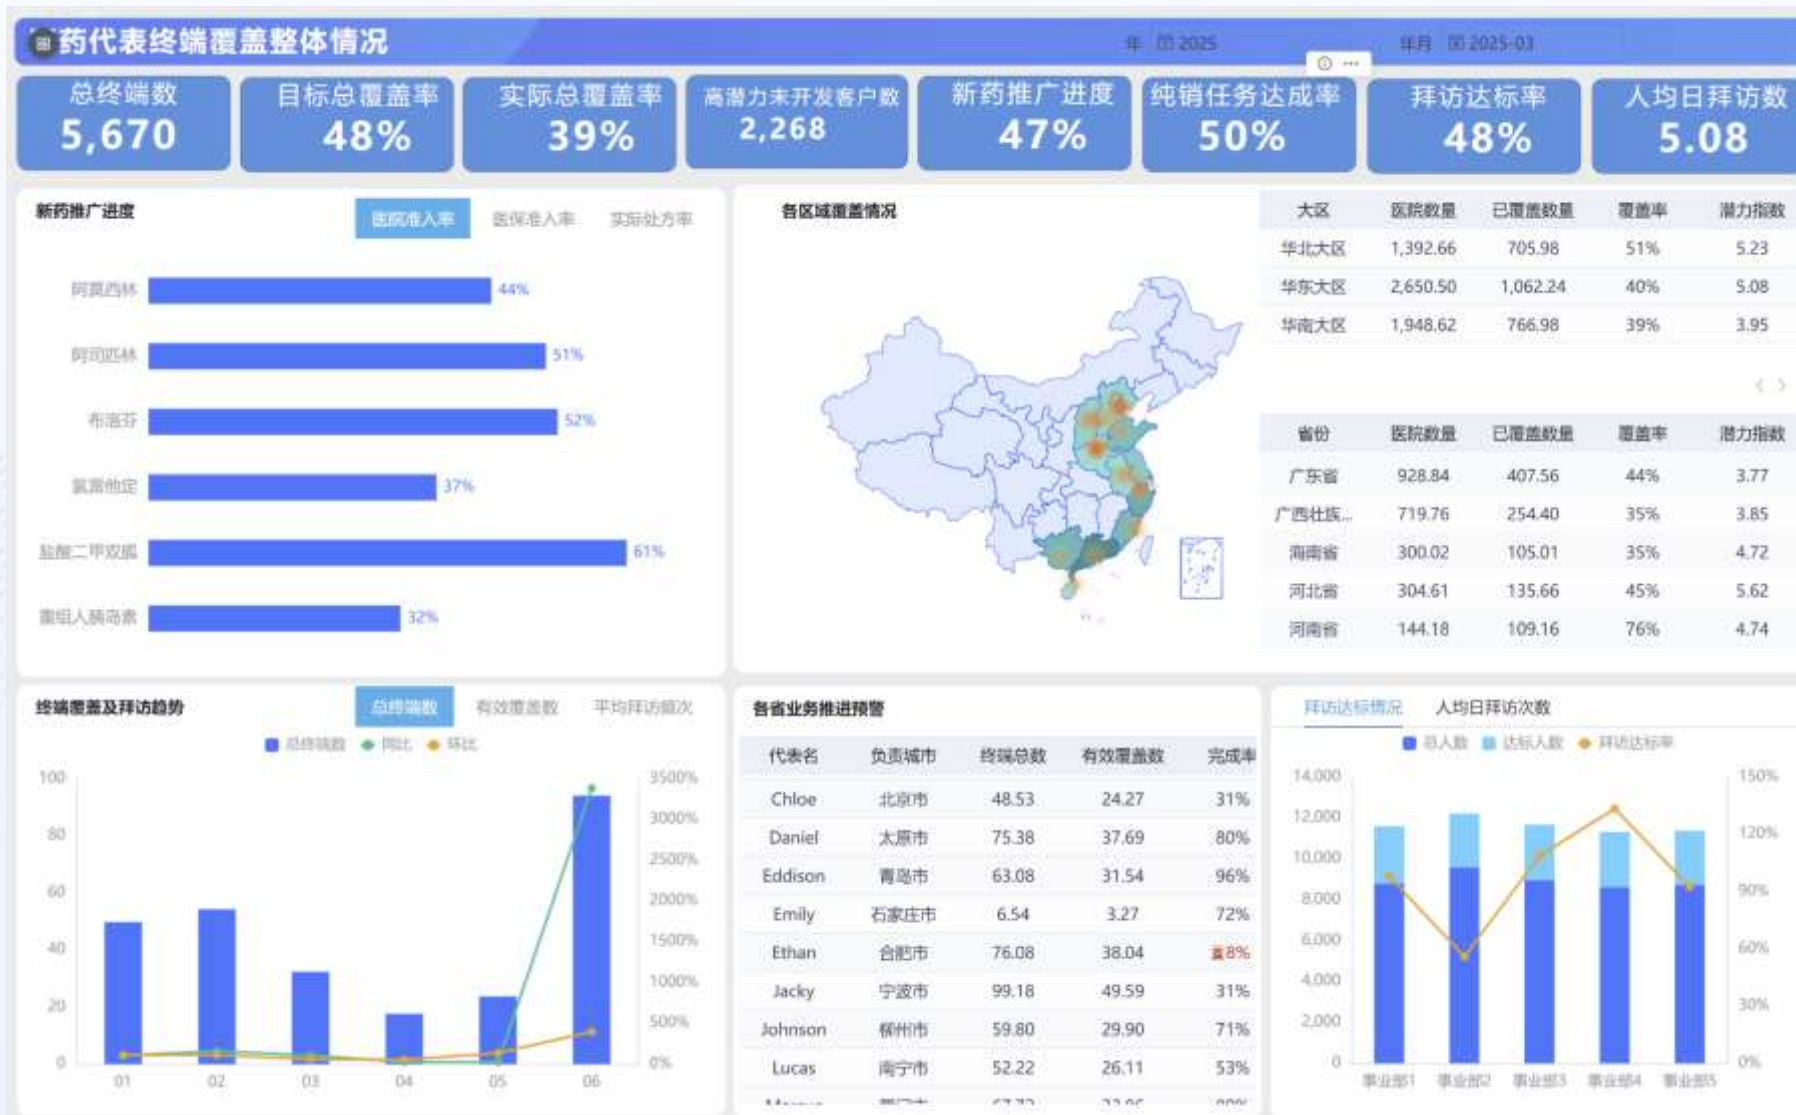 药代表终端覆盖整体情况
年 2025
年月 2025-03
总终端数
5,670
目标总覆盖率
48%
实际总覆盖率
39%
高潜力未开发客户数
2,268
新药推广进度
47%
纯销任务达成率
50%
拜访达标率
48%
人均日拜访数
5.08
新药推广进度
医院准入率 医保准入率 实际处方率
阿莫西林 44%
阿司匹林 51%
布洛芬 52%
氯雷他定 37%
盐酸二甲双胍 61%
重组人胰岛素 32%
各区域覆盖情况
大区 医院数量 已覆盖数量 覆盖率 潜力指数
华北大区 1,392.66 705.98 51% 5.23
华东大区 2,650.50 1,062.24 40% 5.08
华南大区 1,948.62 766.98 39% 3.95
省份 医院数量 已覆盖数量 覆盖率 潜力指数
广东省 928.84 407.56 44% 3.77
广西壮族... 719.76 254.40 35% 3.85
海南省 300.02 105.01 35% 4.72
河北省 304.61 135.66 45% 5.62
河南省 144.18 109.16 76% 4.74
终端覆盖及拜访趋势
总终端数 有效覆盖数 平均拜访频次
总终端数 同比 环比
100 3500%
3000%
80
2500%
60
2000%
40
1500%
1000%
20
500%
0 0%
01 02 03 04 05 06
各省业务推进预警
代表名 负责城市 终端总数 有效覆盖数 完成率
Chloe 北京市 48.53 24.27 31%
Daniel 太原市 75.38 37.69 80%
Eddison 青岛市 63.08 31.54 96%
Emily 石家庄市 6.54 3.27 72%
Ethan 合肥市 76.08 38.04 8%
Jacky 宁波市 99.18 49.59 31%
Johnson 柳州市 59.80 29.90 71%
Lucas 南宁市 52.22 26.11 53%
拜访达标情况 人均日拜访次数
总人数 达标人数 拜访达标率
14,000 150%
12,000
120%
10,000
90%
8,000
6,000
60%
4,000
30%
2,000
0 0%
事业部1 事业部2 事业部3 事业部4 事业部5